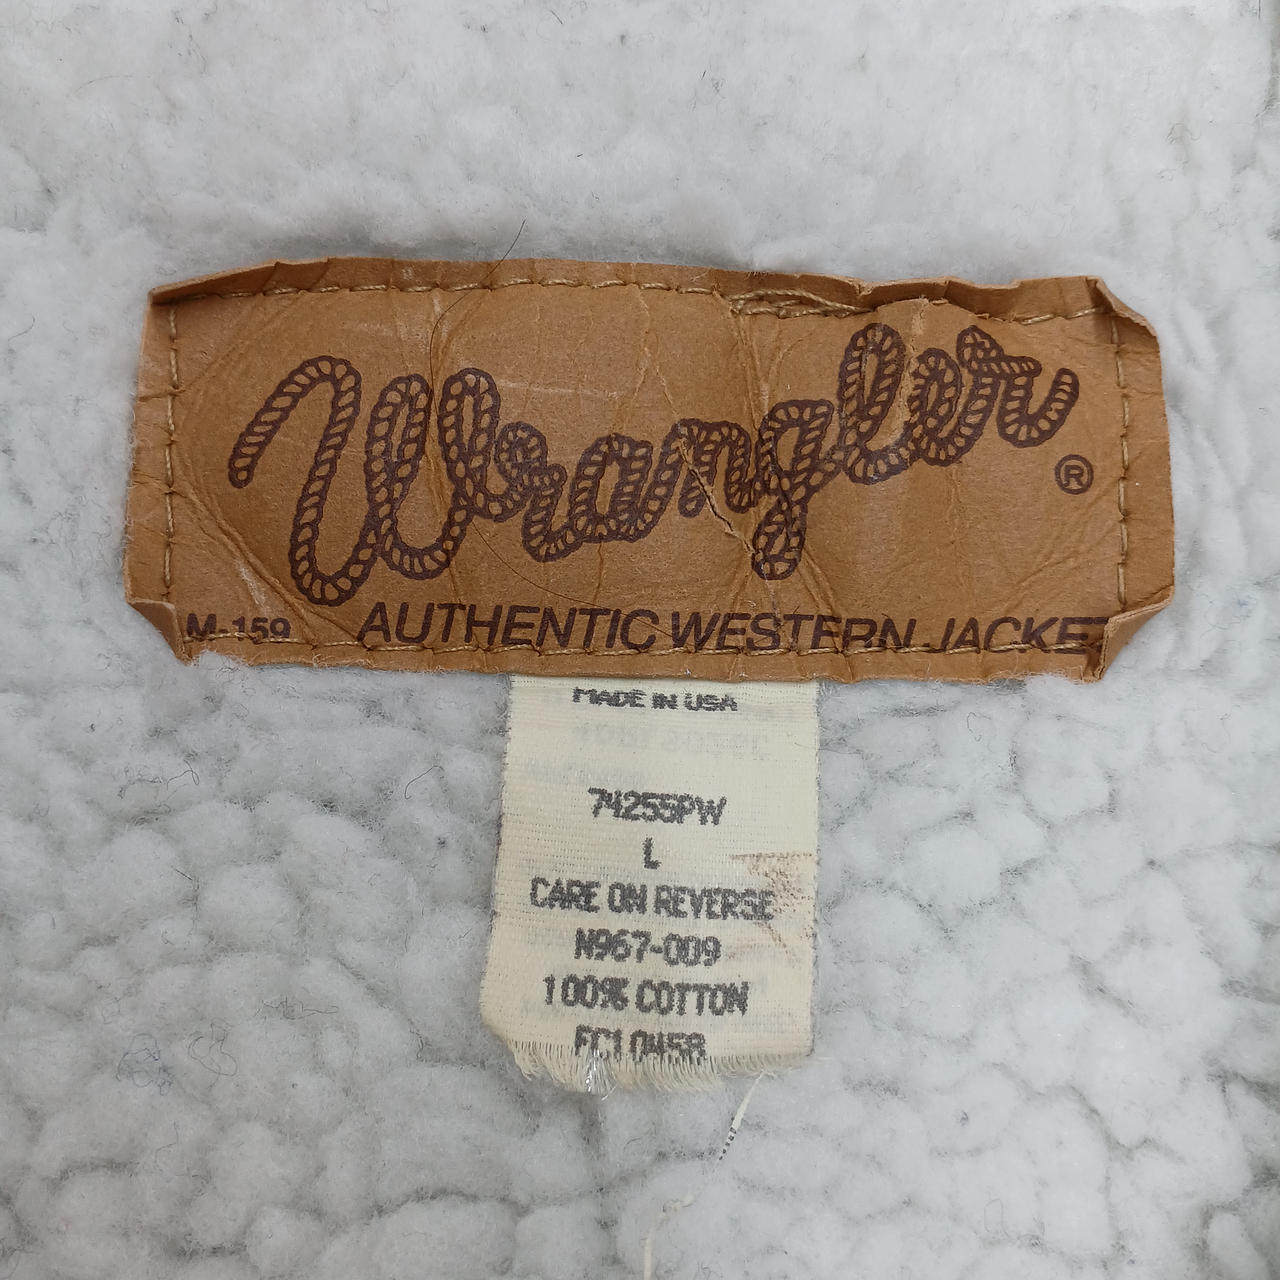 Wrangler®
M-159 AUTHENTIC WESTERN JACKET
MADE IN USA
74255PW
L
CARE ON REVERSE
N967-009
100% COTTON